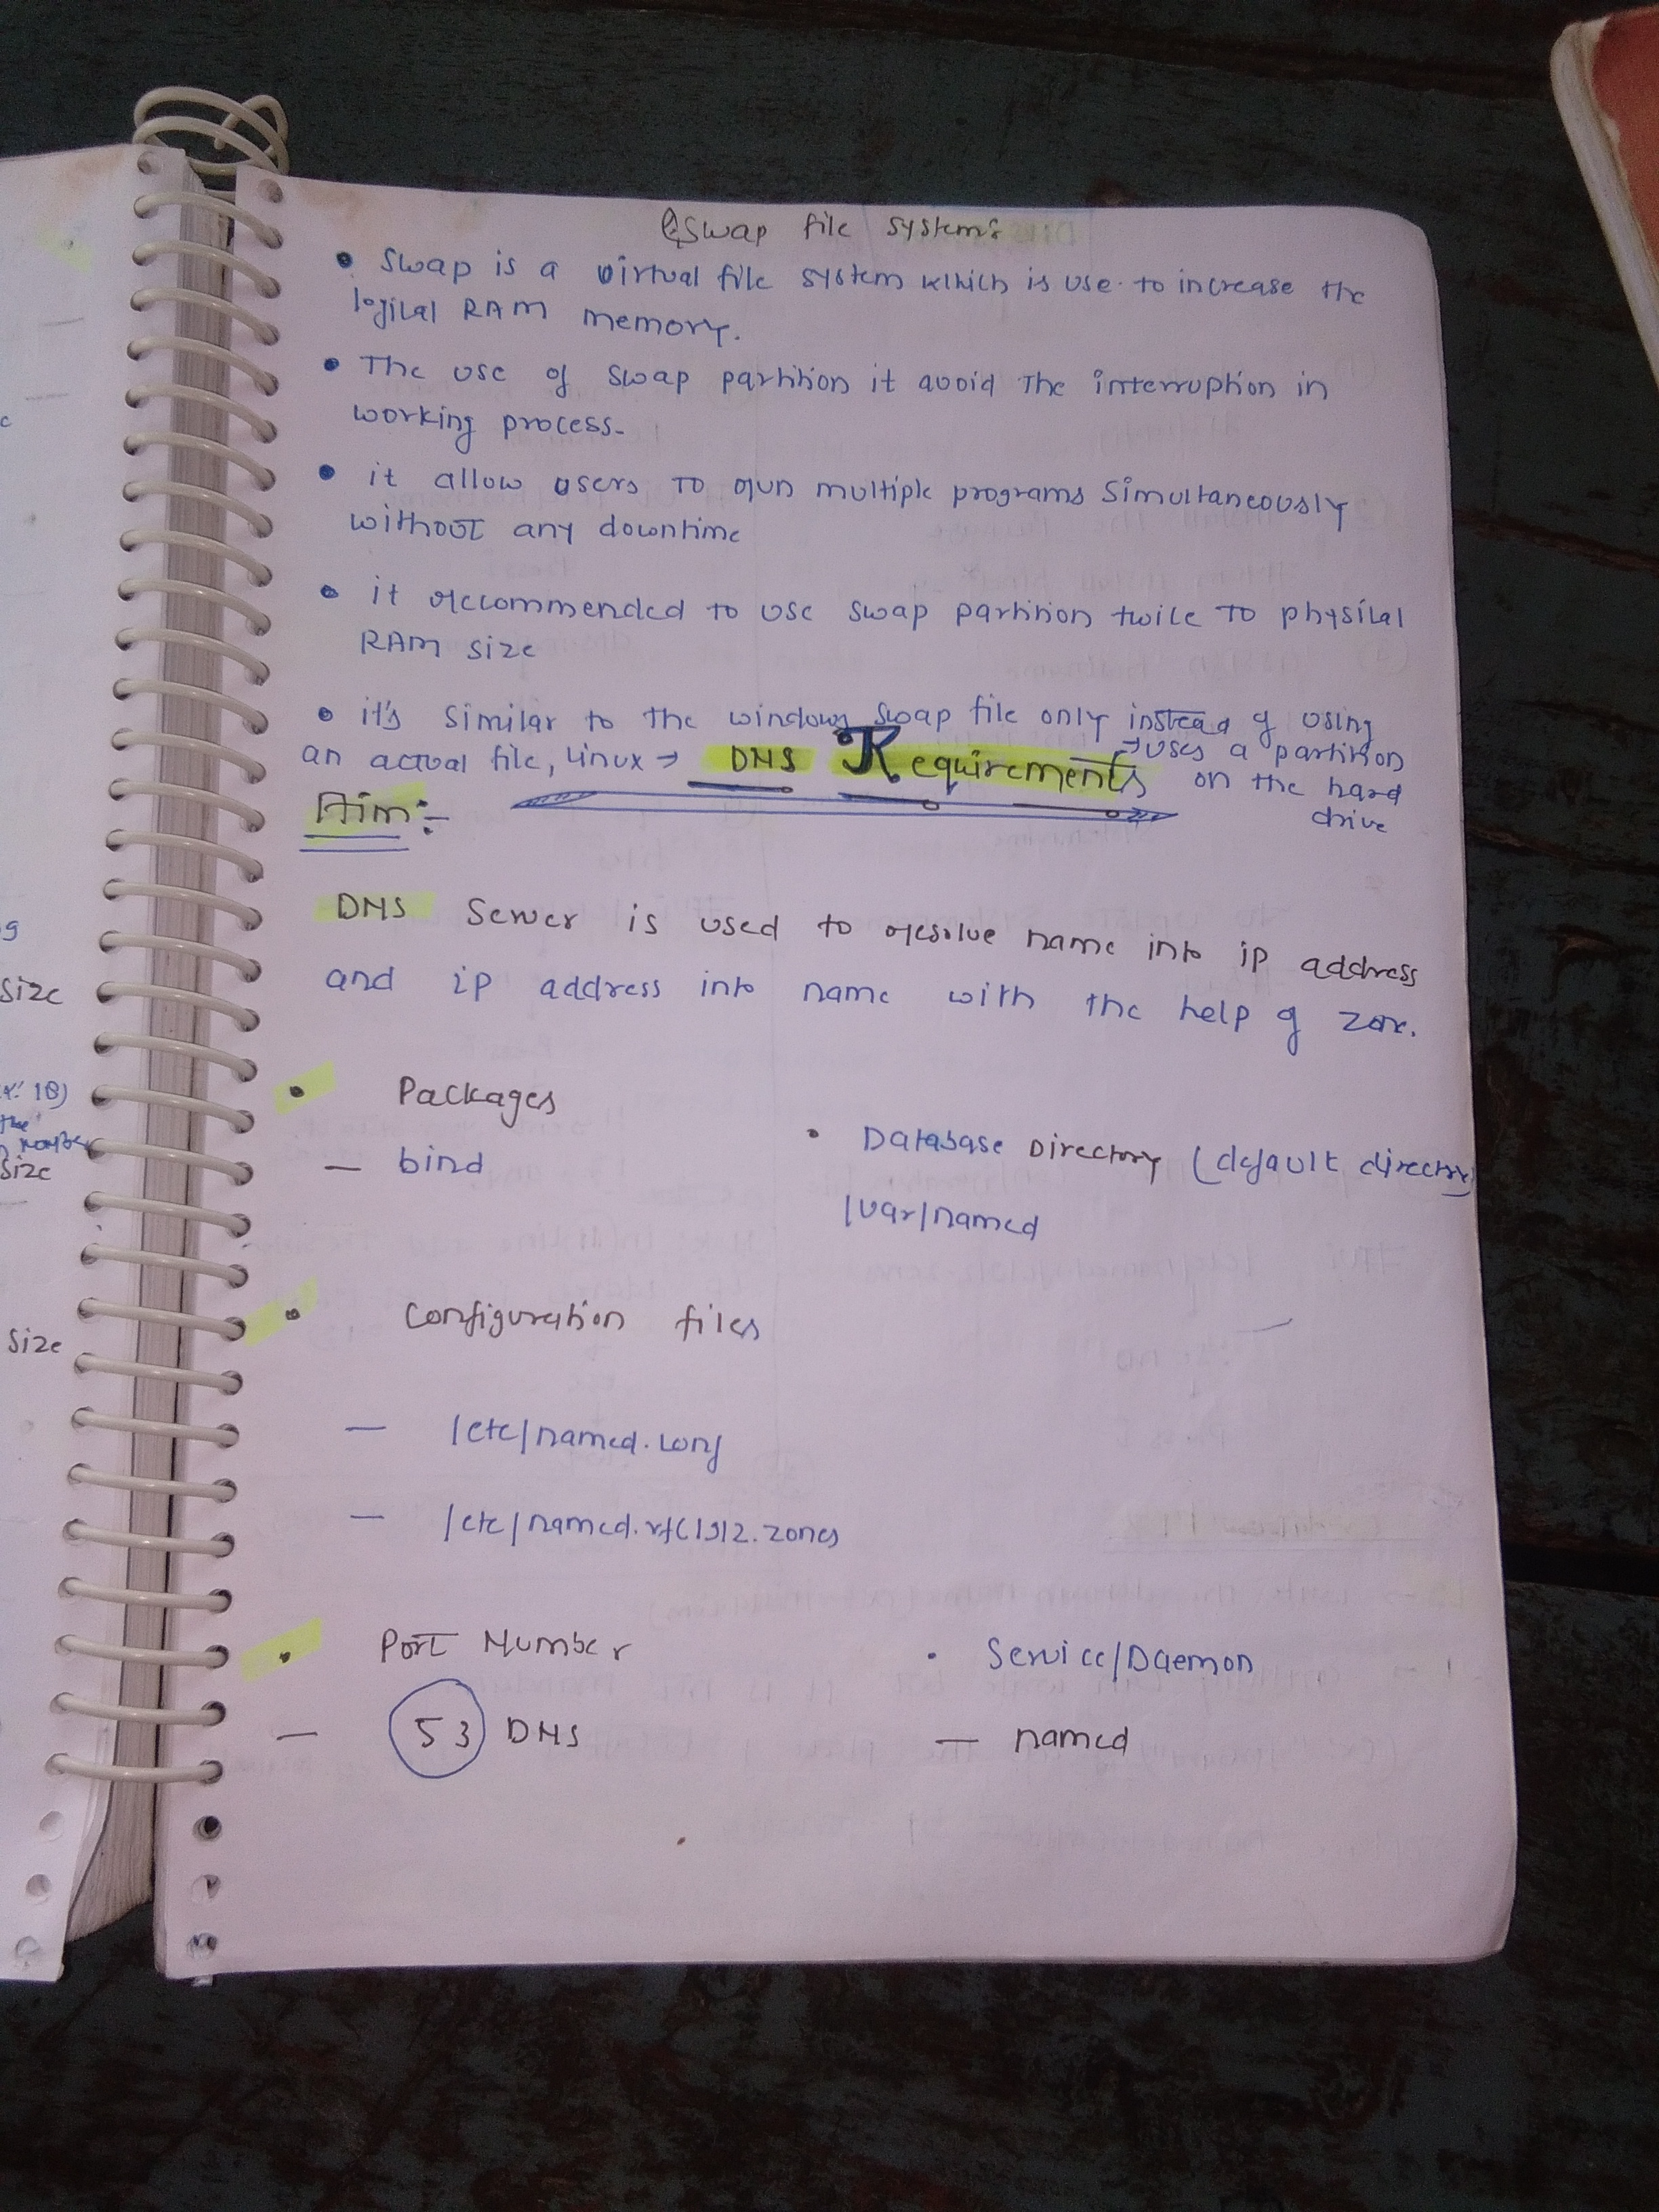 Swap file system:
• Swap is a virtual file system which is use to increase the
logical RAM memory.
• The use of swap partition it avoid The interruption in
working process-
• it allow users To run multiple programs Simultaneously
without any downtime
• it recommended to use swap partition twice To physical
RAM size
• it's similar to the windows swap file only instead of using
an actual file, Linux → → uses a partition
on the hard
drive
DNS Requirements
Aim:-
DNS Server is used to resolve name into ip address
and ip address into name with the help of zone.
• Packages
— bind
• Database Directory (default directory)
/var/named
• Configuration files
— /etc/named.conf
— /etc/named.rfc1912.zones
• Port Number
— 53 DNS
• Service/Daemon
— named
g
Size
the
number
Size
Size